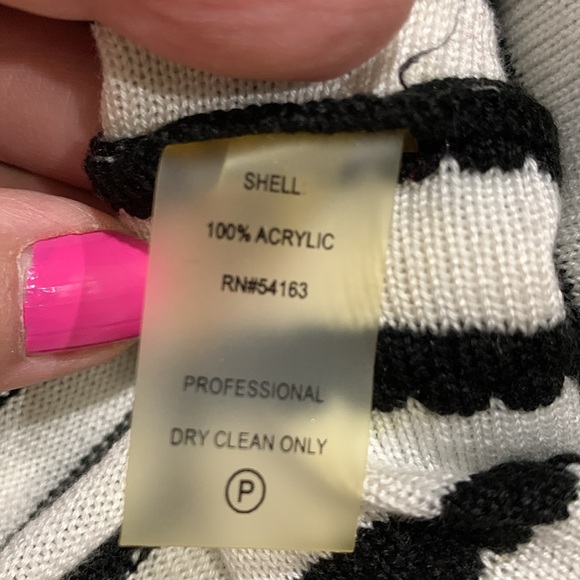 SHELL
100% ACRYLIC
RN#54163
PROFESSIONAL
DRY CLEAN ONLY
P